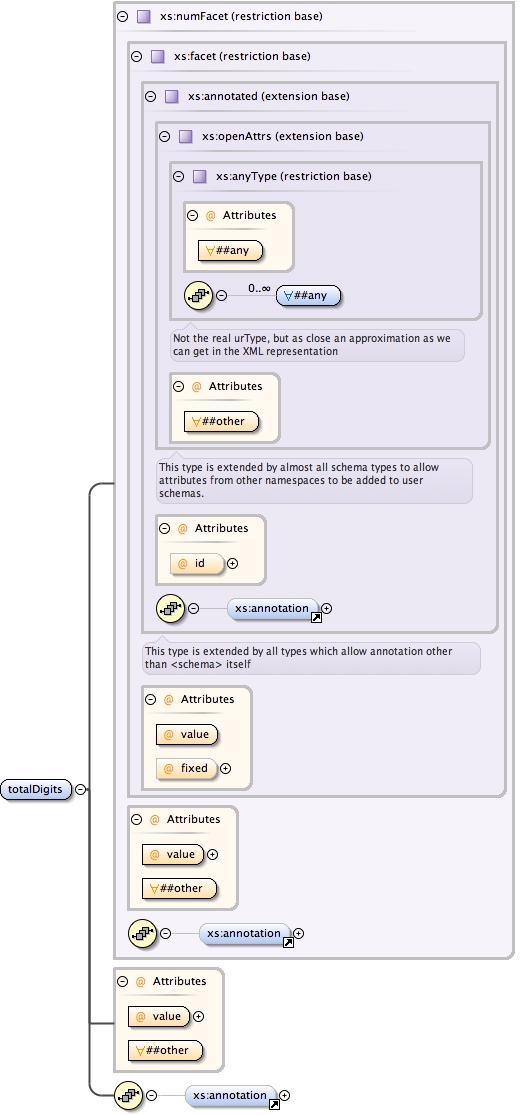 xs:numFacet (restriction base)
xs:facet (restriction base)
xs:annotated (extension base)
xs:openAttrs (extension base)
xs:anyType (restriction base)
@ Attributes
∀##any
0..∞
∀##any
Not the real urType, but as close an approximation as we
can get in the XML representation
@ Attributes
∀##other
This type is extended by almost all schema types to allow
attributes from other namespaces to be added to user
schemas.
@ Attributes
@ id
xs:annotation
This type is extended by all types which allow annotation other
than <schema> itself
@ Attributes
@ value
@ fixed
totalDigits
@ Attributes
@ value
∀##other
xs:annotation
@ Attributes
@ value
∀##other
xs:annotation